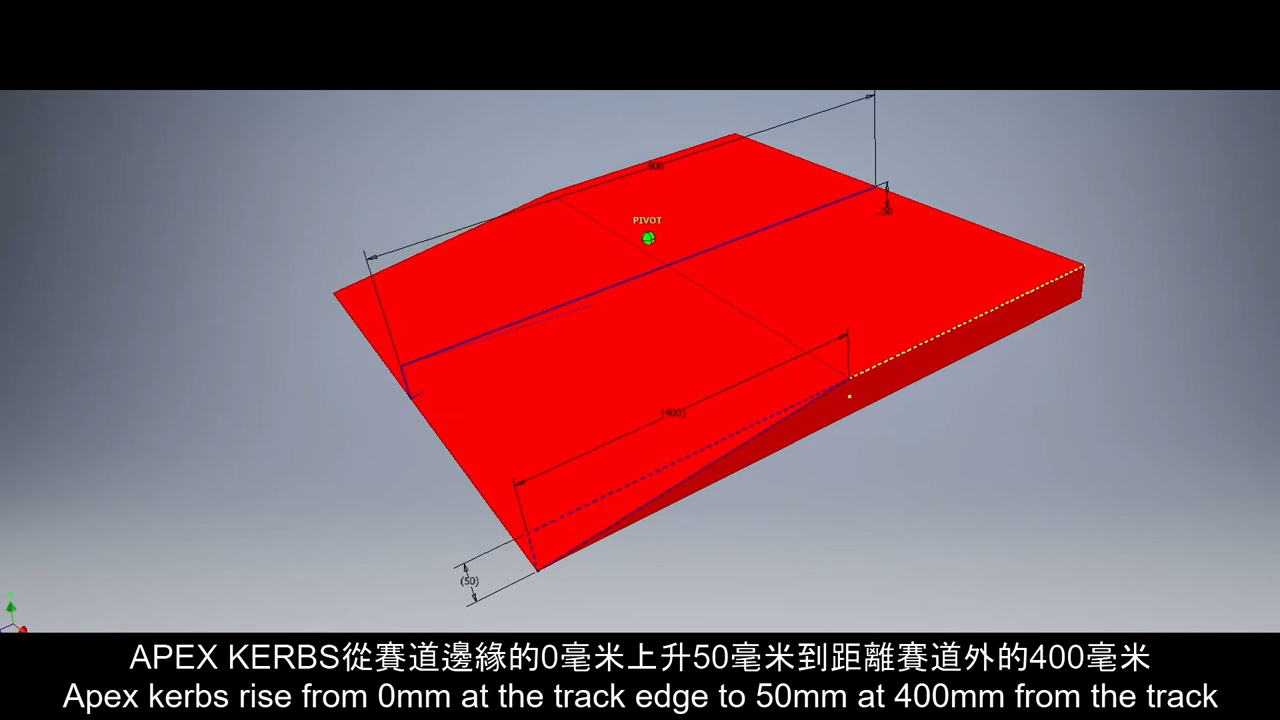 PIVOT
(400)
(50)
APEX KERBS從賽道邊緣的0毫米上升50毫米到距離賽道外的400毫米
Apex kerbs rise from 0mm at the track edge to 50mm at 400mm from the track